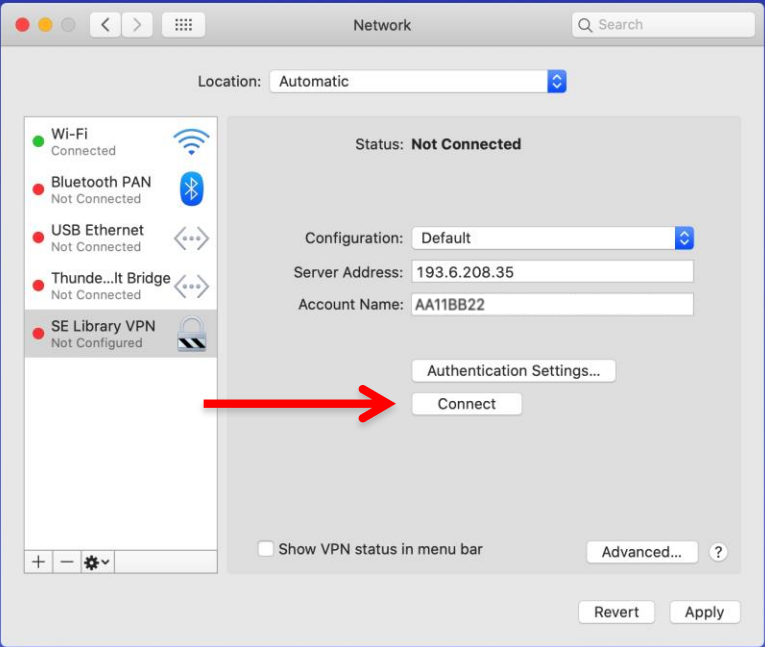 Network
Search
Location: Automatic
Wi-Fi
Connected
Bluetooth PAN
Not Connected
USB Ethernet
Not Connected
Thunde...lt Bridge
Not Connected
SE Library VPN
Not Configured
Status: Not Connected
Configuration: Default
Server Address: 193.6.208.35
Account Name: AA11BB22
Authentication Settings...
Connect
Show VPN status in menu bar
Advanced...
?
Revert
Apply